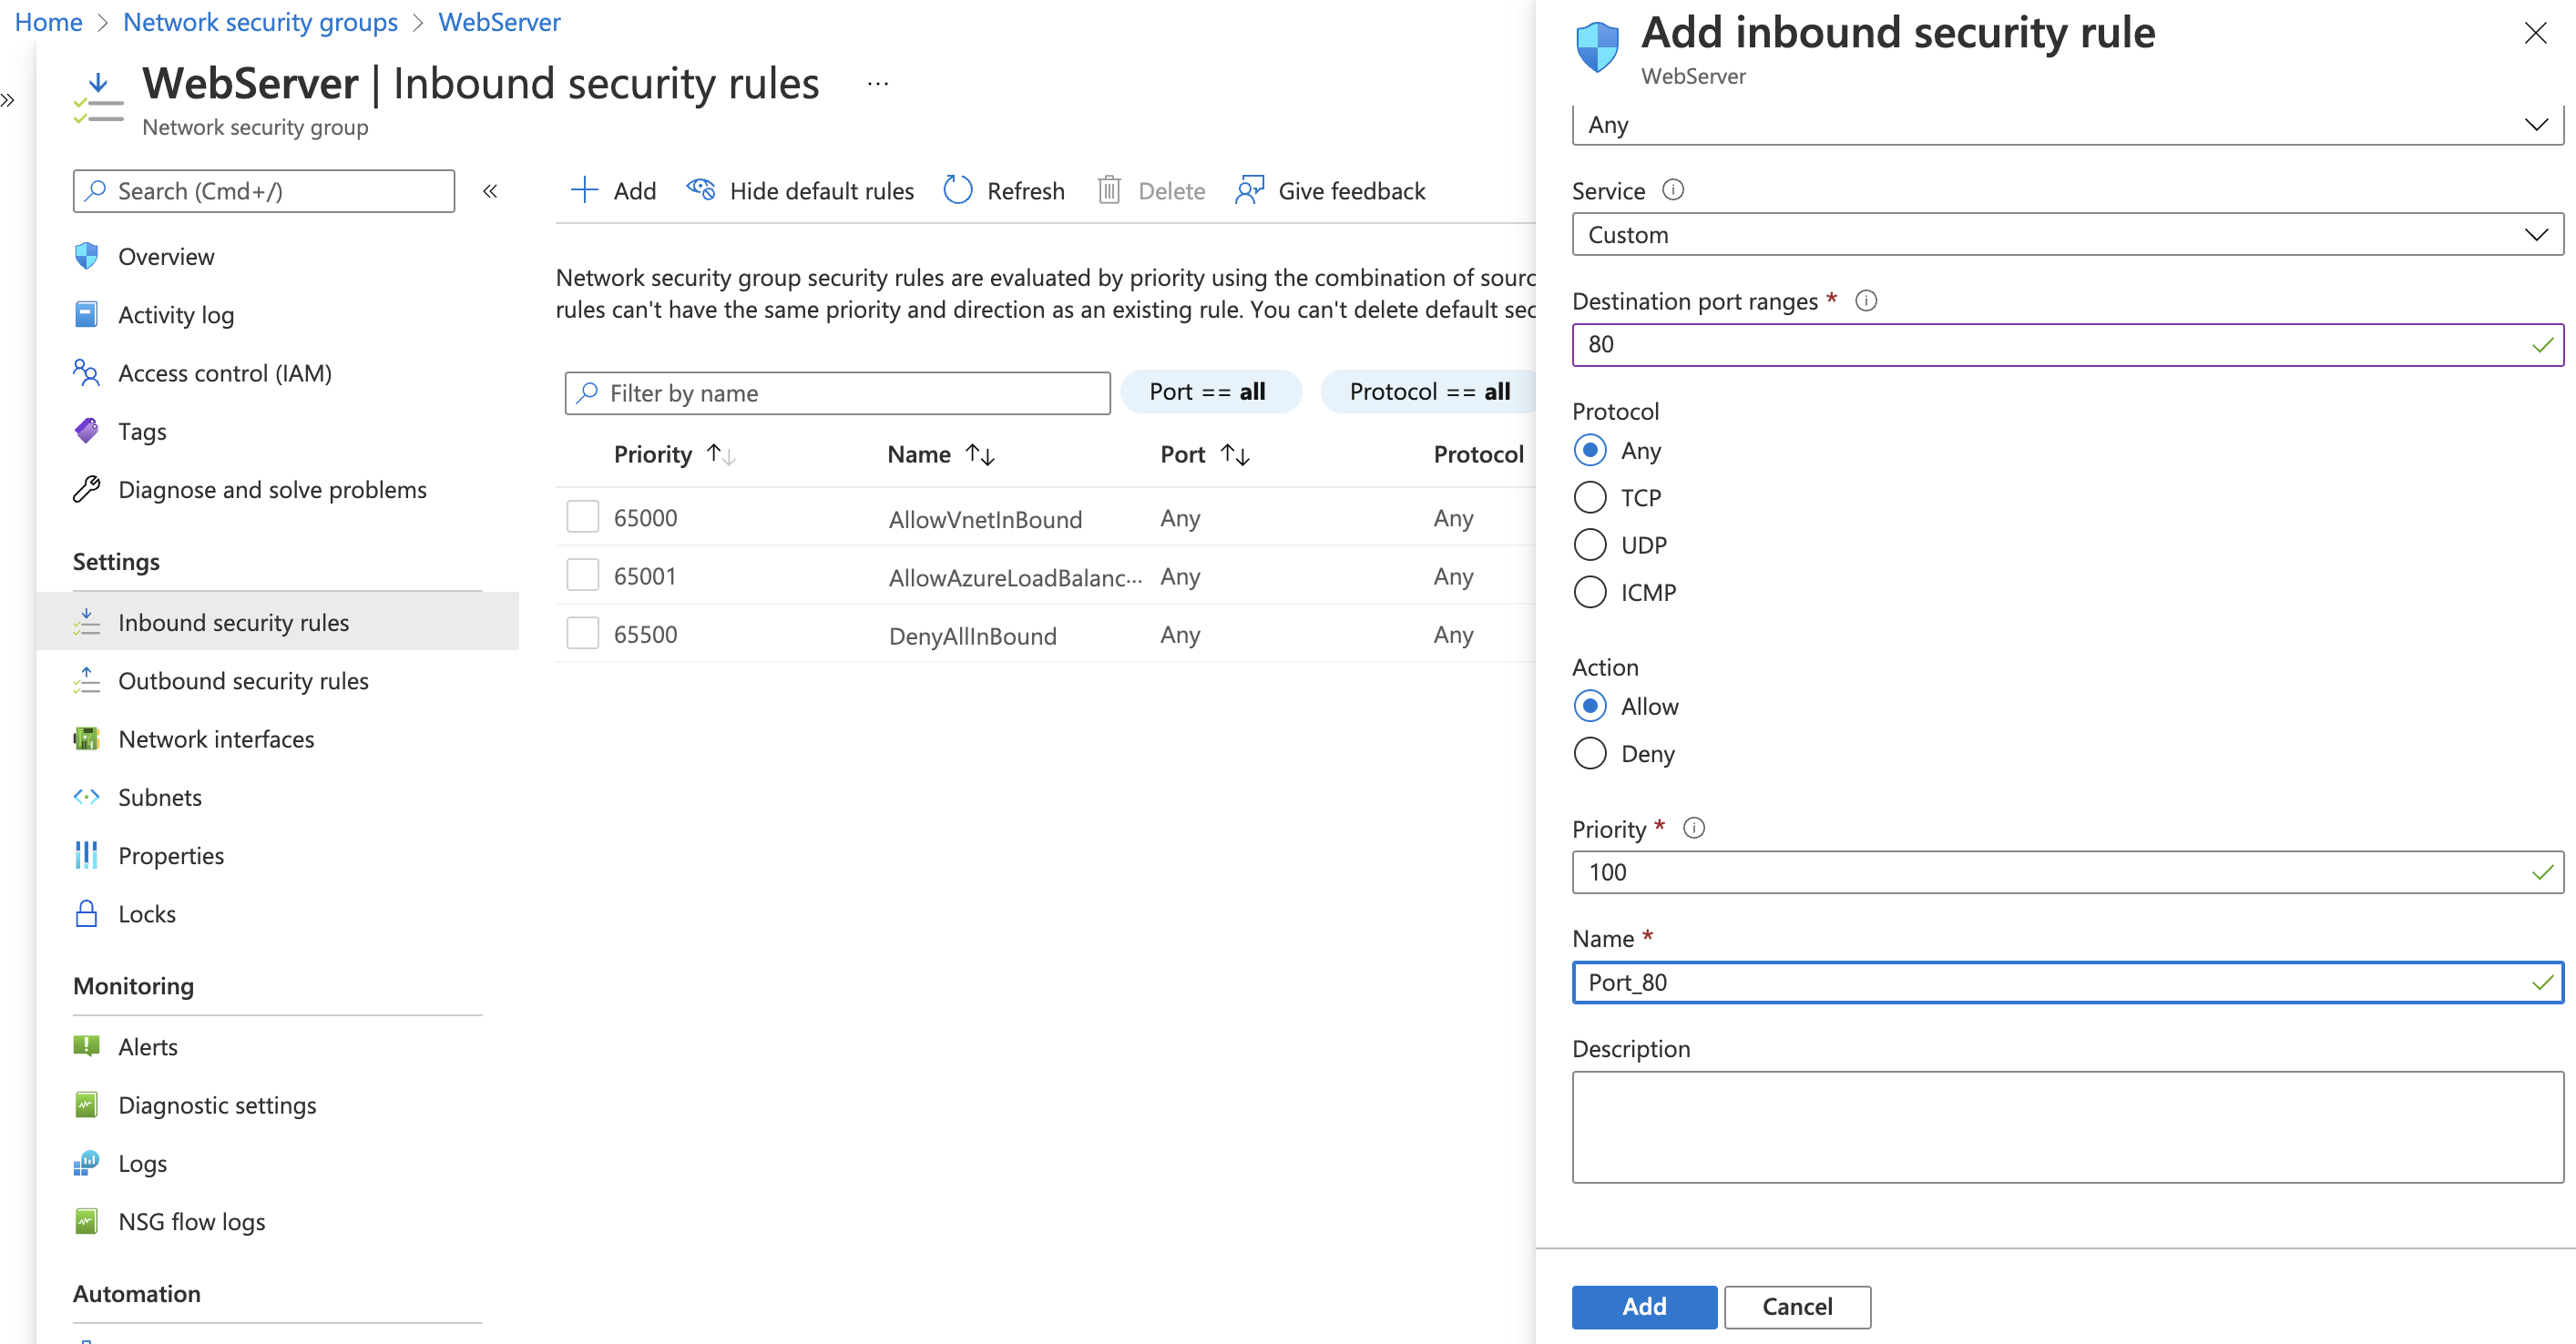 Home > Network security groups > WebServer
WebServer | Inbound security rules ...
Network security group
Search (Cmd+/)
Overview
Activity log
Access control (IAM)
Tags
Diagnose and solve problems
Settings
Inbound security rules
Outbound security rules
Network interfaces
Subnets
Properties
Locks
Monitoring
Alerts
Diagnostic settings
Logs
NSG flow logs
Automation
Add Hide default rules Refresh Delete Give feedback
Network security group security rules are evaluated by priority using the combination of sourc
rules can't have the same priority and direction as an existing rule. You can't delete default sec
Filter by name Port == all Protocol == all
Priority Name Port Protocol
65000 AllowVnetInBound Any Any
65001 AllowAzureLoadBalanc... Any Any
65500 DenyAllInBound Any Any
Add inbound security rule
WebServer
Any
Service
Custom
Destination port ranges *
80
Protocol
Any
TCP
UDP
ICMP
Action
Allow
Deny
Priority *
100
Name *
Port_80
Description
Add Cancel